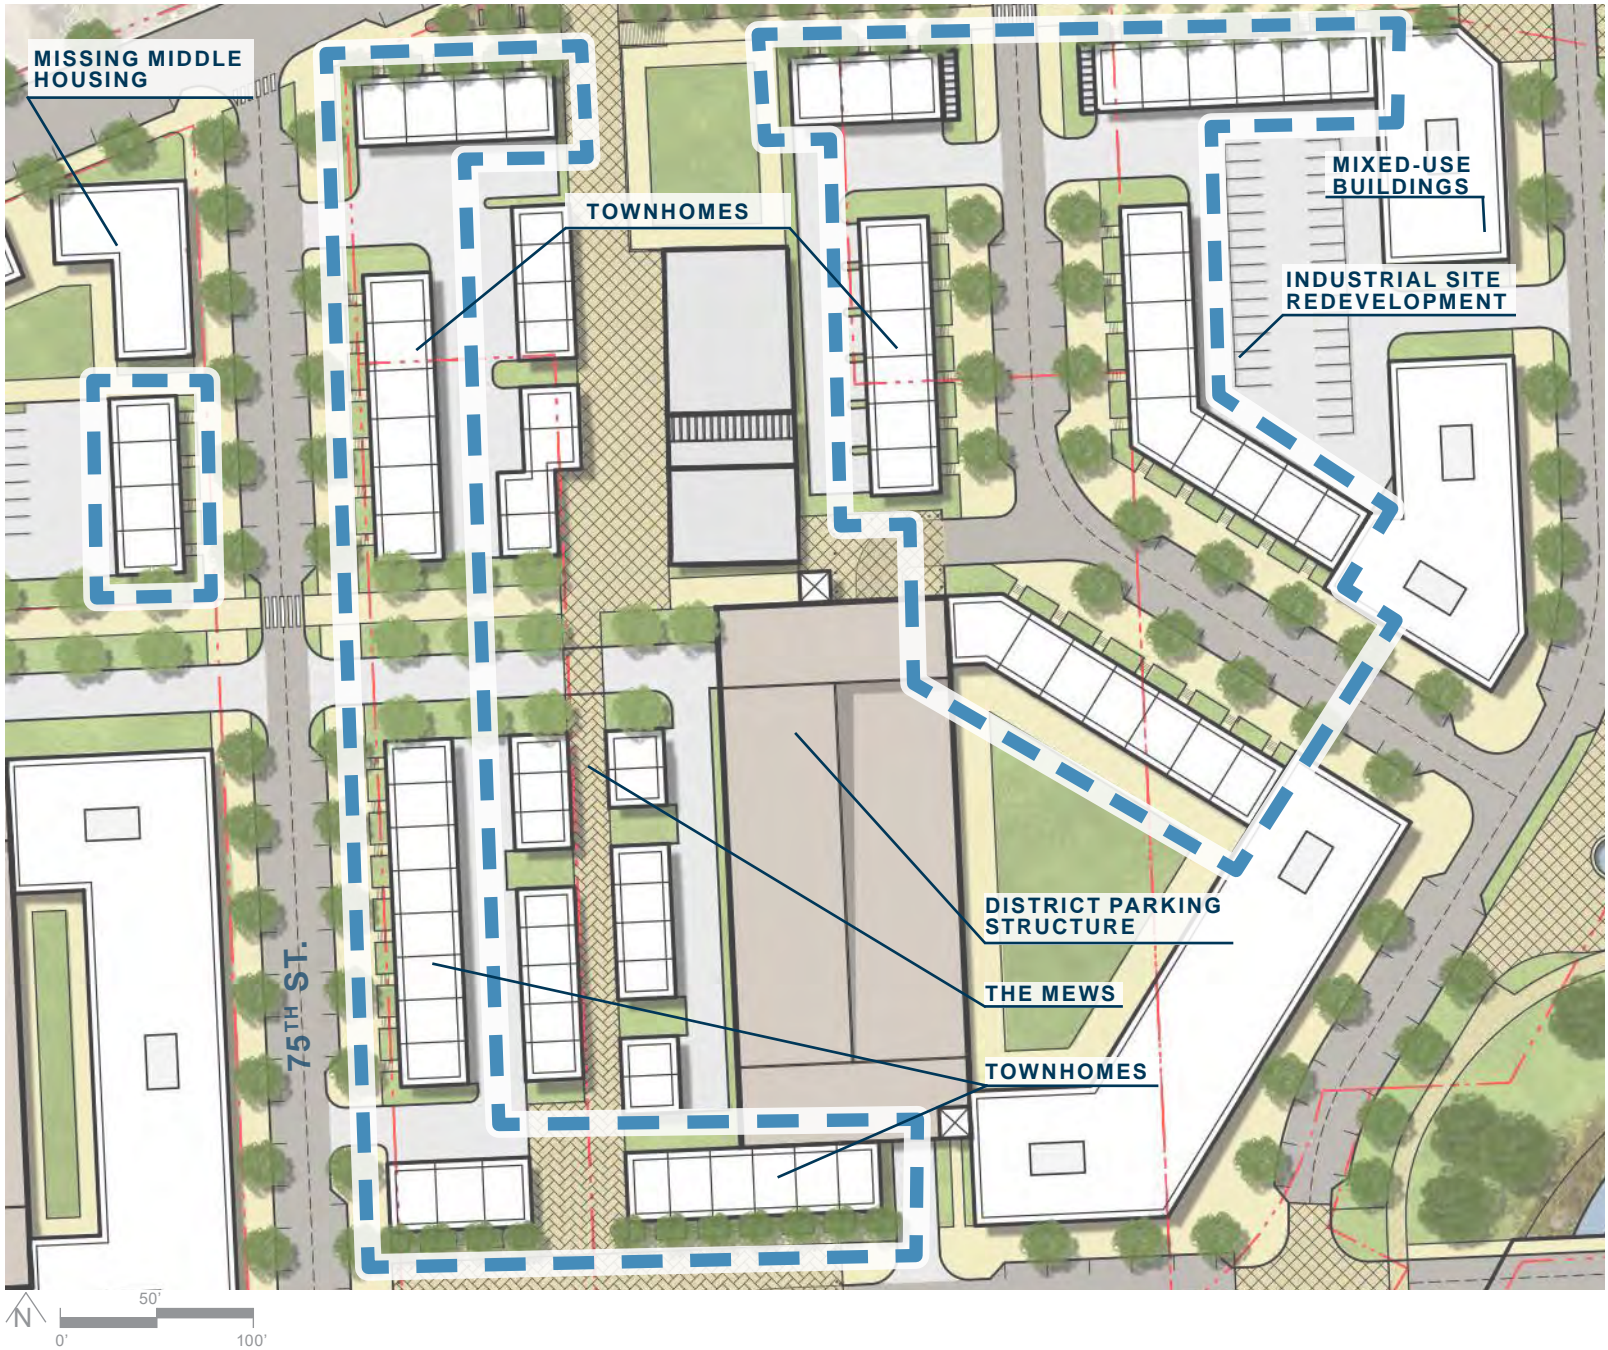 MISSING MIDDLE
HOUSING
TOWNHOMES
MIXED-USE
BUILDINGS
INDUSTRIAL SITE
REDEVELOPMENT
DISTRICT PARKING
STRUCTURE
THE MEWS
TOWNHOMES
75TH ST.
N
50'
0'
100'